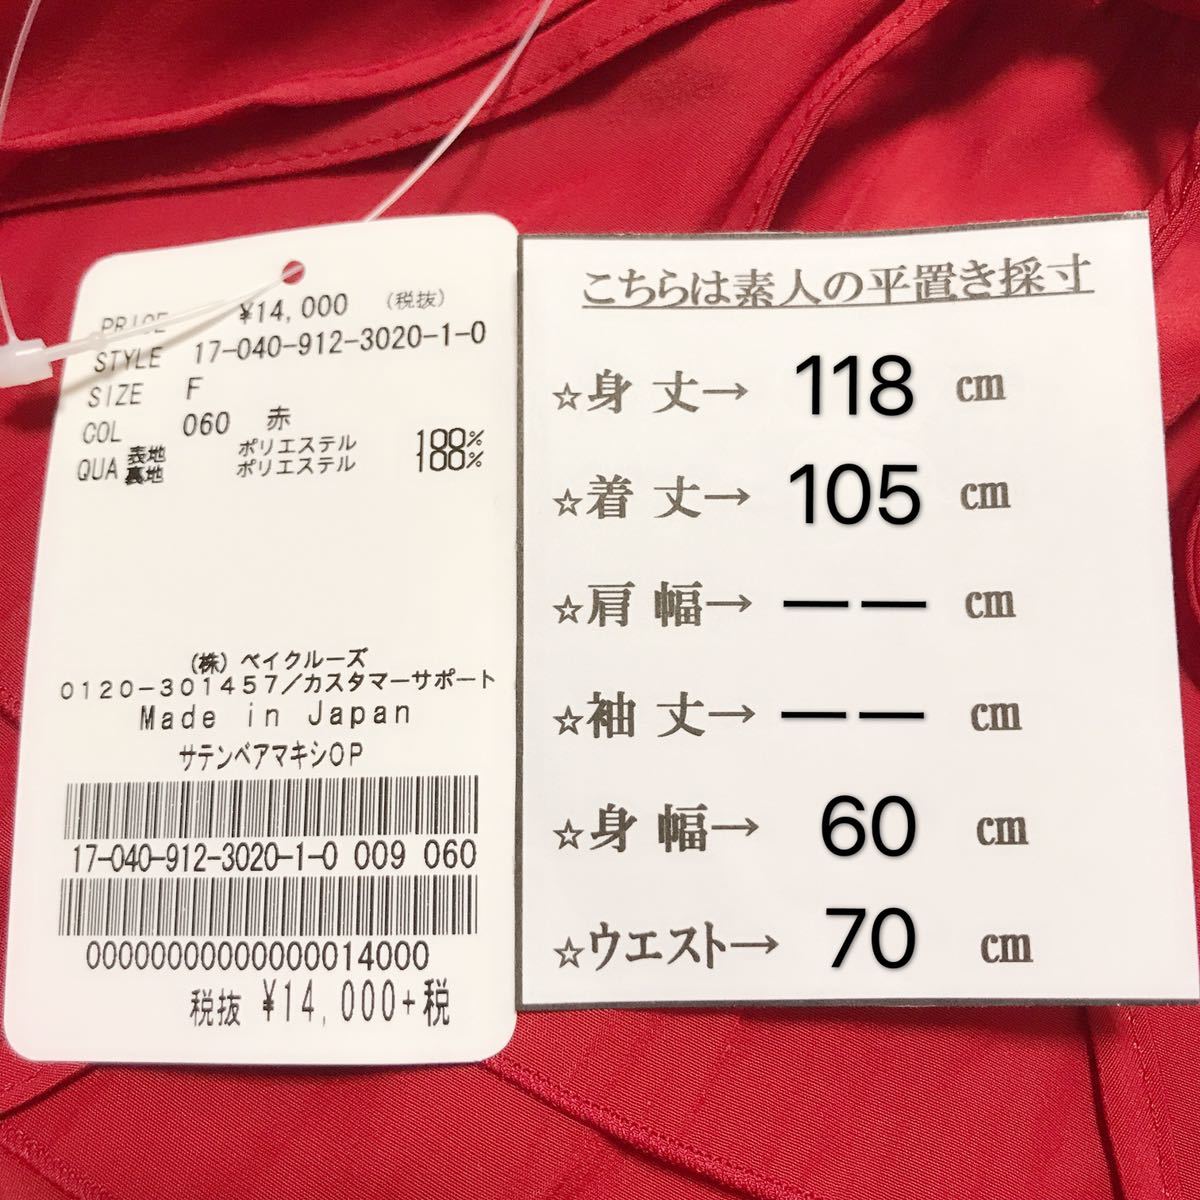 PRICE ¥14,000 (税抜)
STYLE 17-040-912-3020-1-0
SIZE F
COL 060 赤
QUA 表地 ポリエステル 100%
裏地 ポリエステル 100%
(株)ベイクルーズ
0120-301457/カスタマーサポート
Made in Japan
サテンベアマキシOP
17-040-912-3020-1-0 009 060
00000000000000014000
税抜 ¥14,000+税
こちらは素人の平置き採寸
☆身 丈→ 118 cm
☆着 丈→ 105 cm
☆肩 幅→ —— cm
☆袖 丈→ —— cm
☆身 幅→ 60 cm
☆ウエスト→ 70 cm